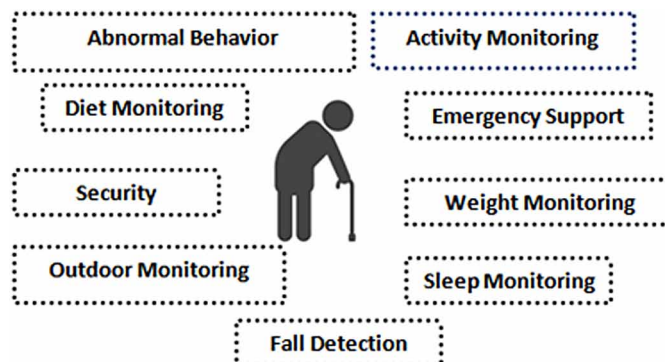 Abnormal Behavior
Activity Monitoring
Diet Monitoring
Emergency Support
Security
Weight Monitoring
Outdoor Monitoring
Sleep Monitoring
Fall Detection